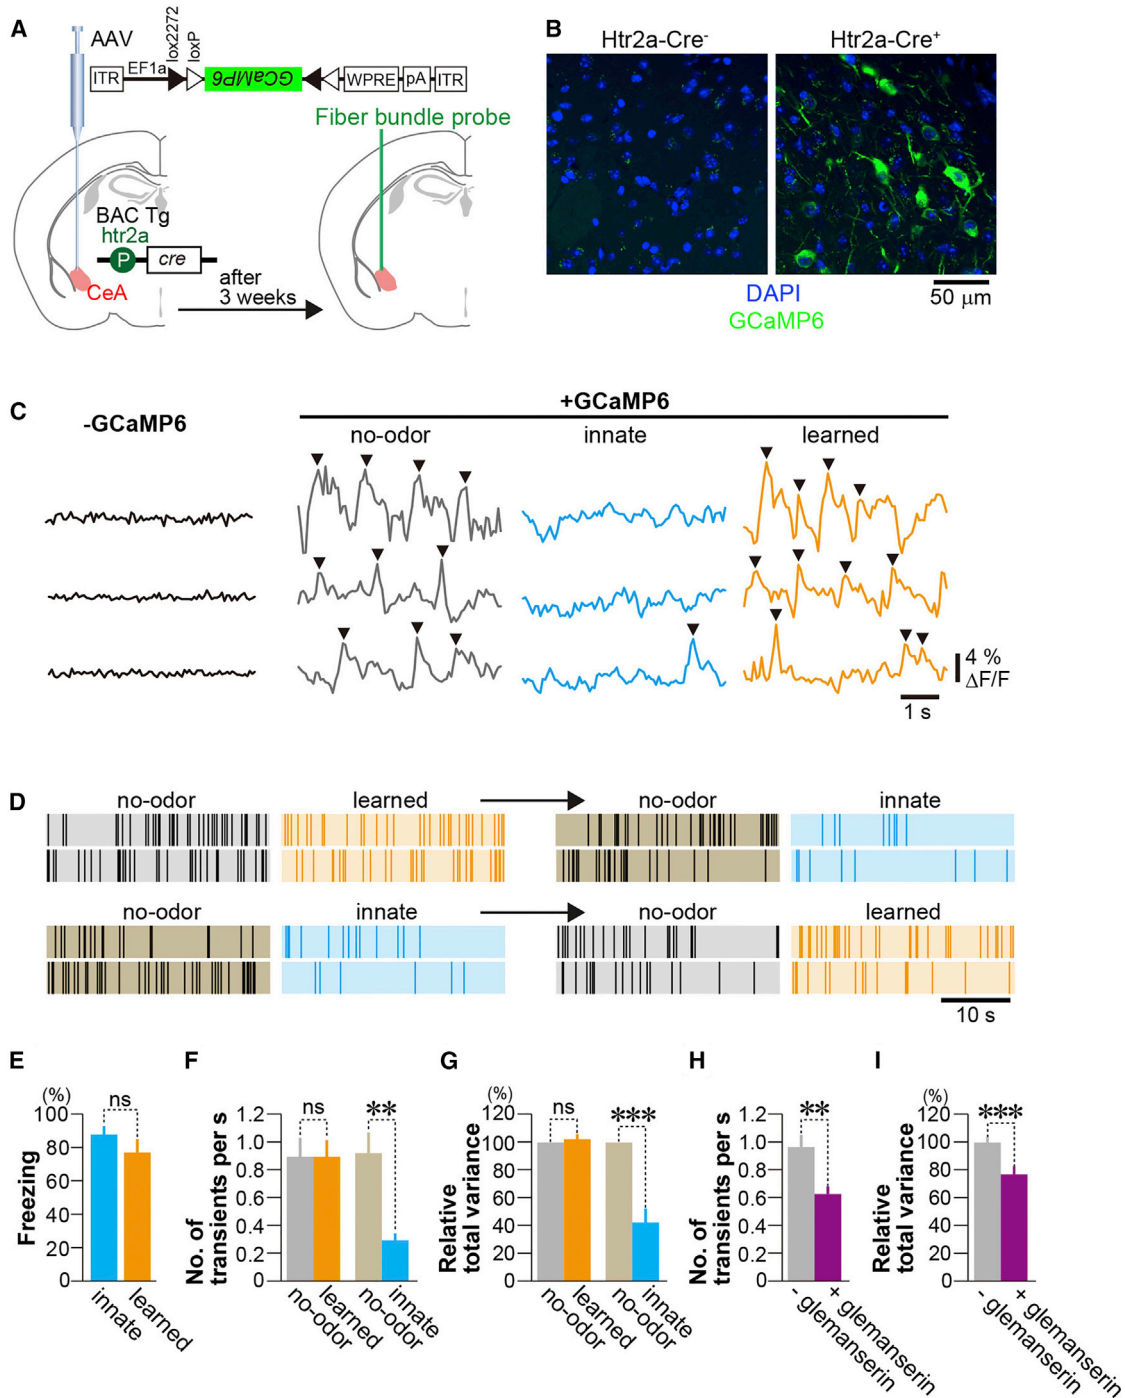 A
AAV
lox2272
loxP
ITR
EF1a
GCaMP6
WPRE
pA
ITR
Fiber bundle probe
BAC Tg
htr2a
P
cre
CeA
after
3 weeks
B
Htr2a-Cre-
Htr2a-Cre+
DAPI
GCaMP6
50 μm
C
-GCaMP6
+GCaMP6
no-odor
innate
learned
4 %
ΔF/F
1 s
D
no-odor
learned
no-odor
innate
no-odor
innate
no-odor
learned
10 s
E
(%)
100
80
60
40
20
0
Freezing
ns
innate
learned
F
1.2
1.0
0.8
0.6
0.4
0.2
0
No. of
transients per s
ns
**
no-odor
learned
no-odor
innate
G
(%)
120
100
80
60
40
20
0
Relative
total variance
ns
***
no-odor
learned
no-odor
innate
H
1.2
1.0
0.8
0.6
0.4
0.2
0
No. of
transients per s
**
- glemanserin
+ glemanserin
I
(%)
120
100
80
60
40
20
0
Relative
total variance
***
- glemanserin
+ glemanserin